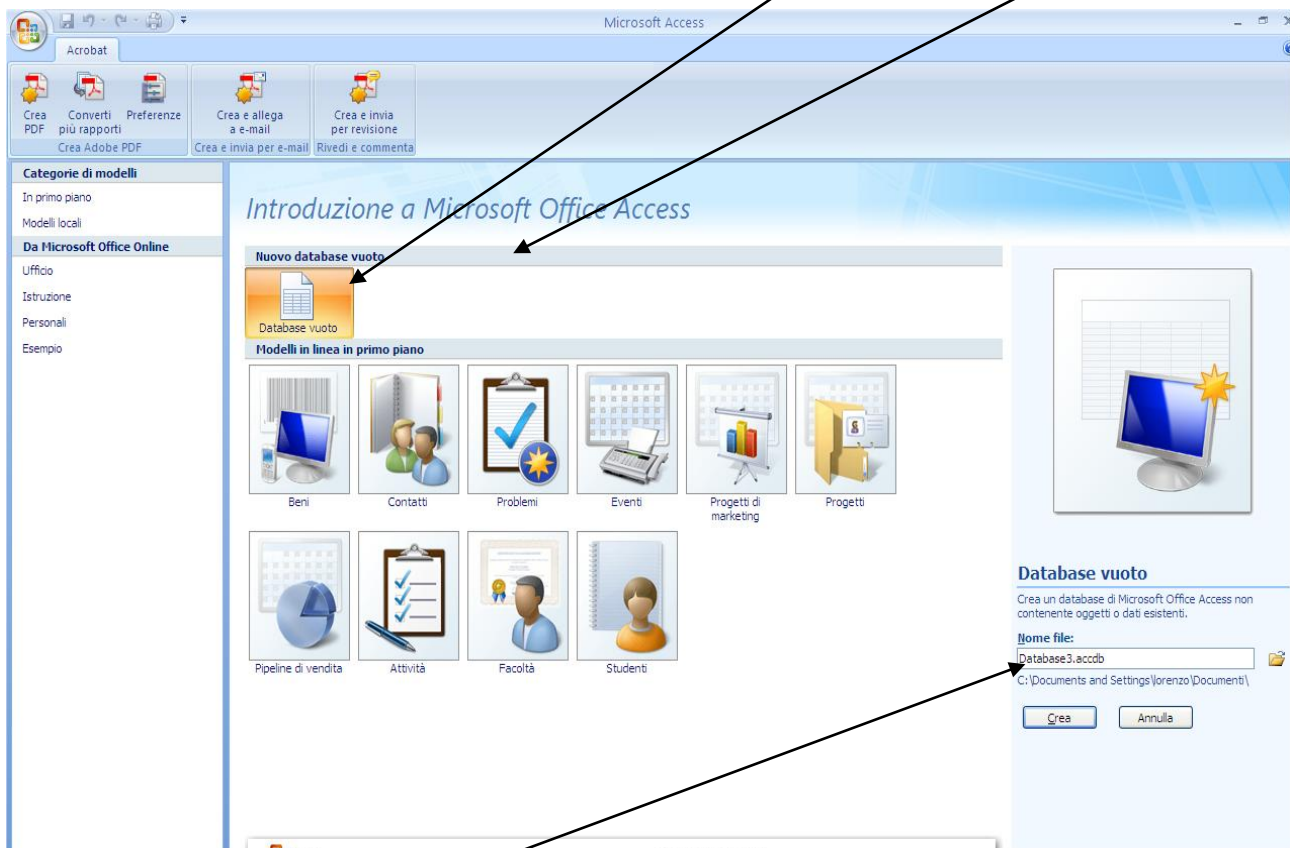 Microsoft Access
Acrobat
Crea
PDF
Converti
più rapporti
Preferenze
Crea e allega
a e-mail
Crea e invia
per revisione
Crea Adobe PDF
Crea e invia per e-mail
Rivedi e commenta
Categorie di modelli
In primo piano
Modelli locali
Da Microsoft Office Online
Ufficio
Istruzione
Personali
Esempio
Introduzione a Microsoft Office Access
Nuovo database vuoto
Database vuoto
Modelli in linea in primo piano
Beni
Contatti
Problemi
Eventi
Progetti di
marketing
Progetti
Pipeline di vendita
Attività
Facoltà
Studenti
Database vuoto
Crea un database di Microsoft Office Access non
contenente oggetti o dati esistenti.
Nome file:
Database3.accdb
C:\Documents and Settings\lorenzo\Documenti\
Crea
Annulla